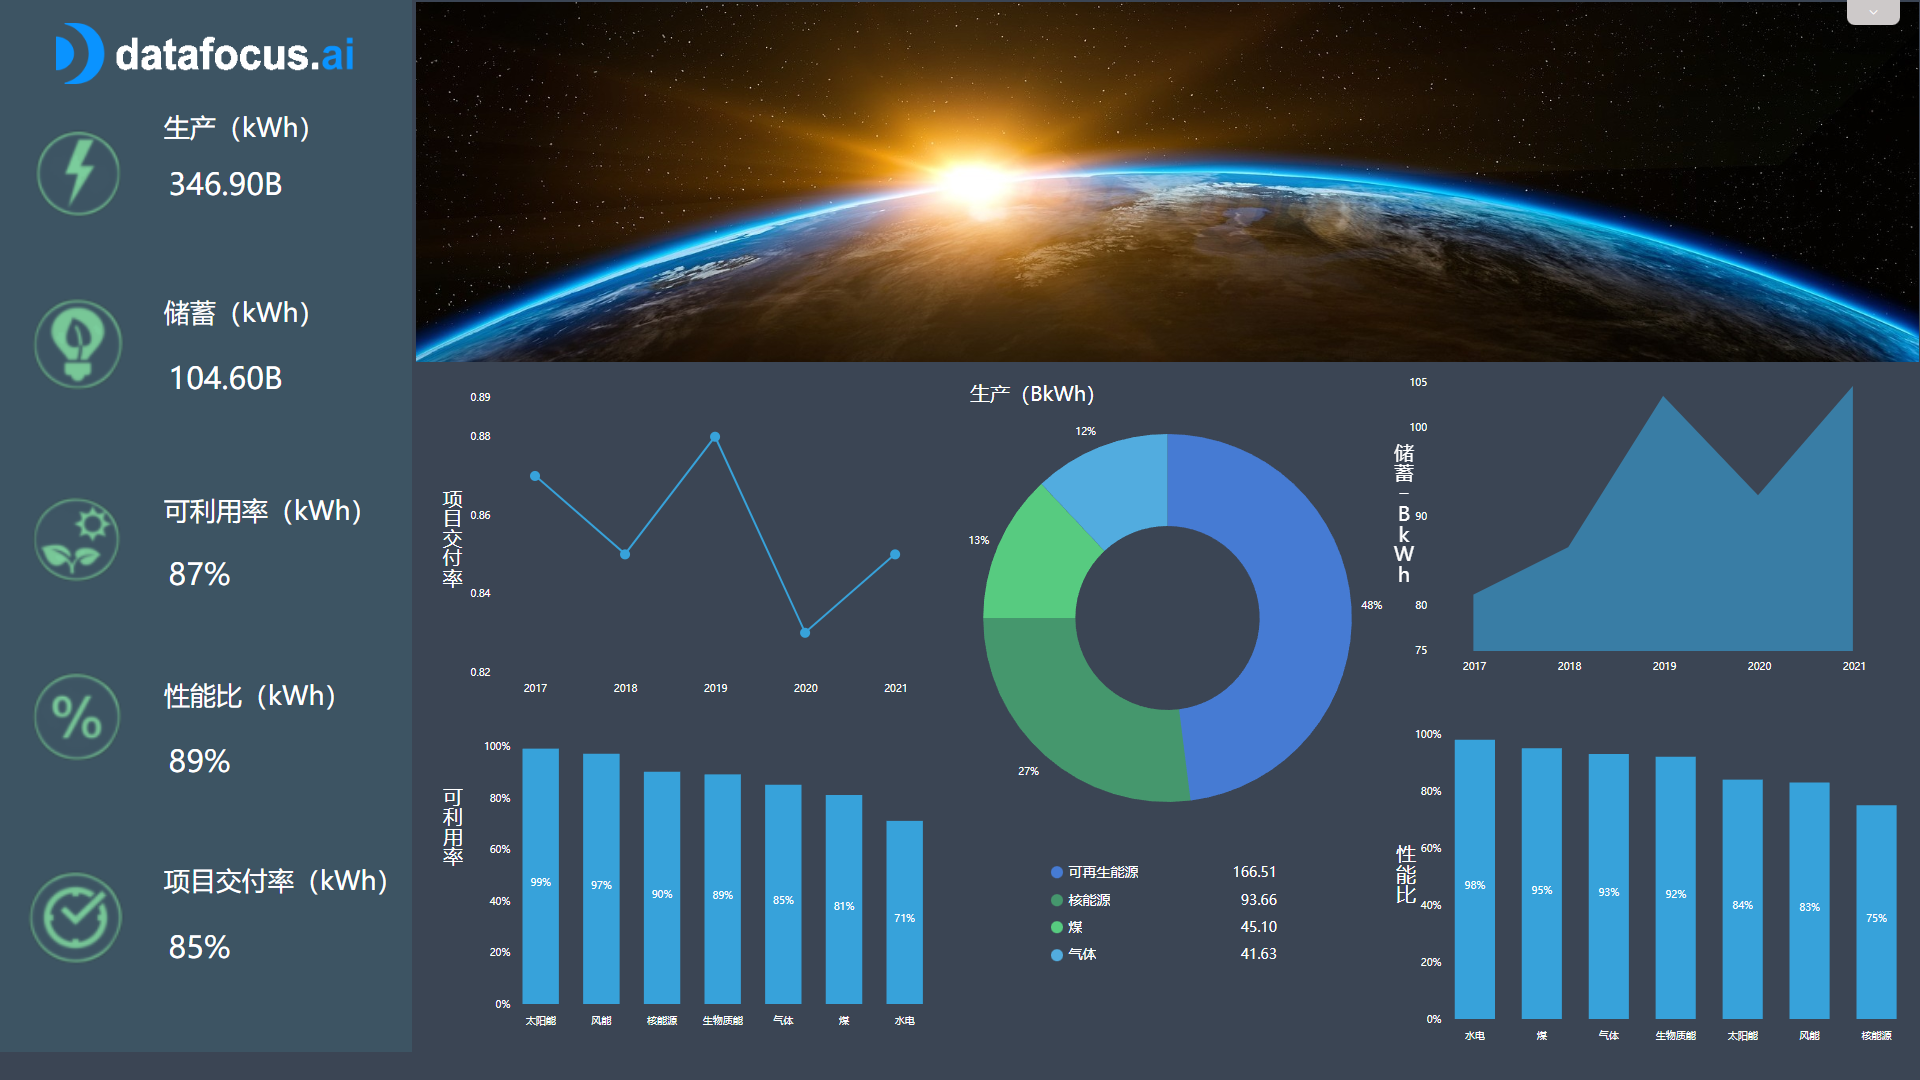 datafocus.ai
生产（kWh）
346.90B
储蓄（kWh）
104.60B
可利用率（kWh）
87%
性能比（kWh）
89%
项目交付率（kWh）
85%
项目交付率
0.89
0.88
0.86
0.84
0.82
2017 2018 2019 2020 2021
生产（BkWh）
12%
13%
48%
27%
可再生能源 166.51
核能源 93.66
煤 45.10
气体 41.63
储蓄-BkWh
105
100
90
80
75
2017 2018 2019 2020 2021
可利用率
100%
80%
60%
40%
20%
0%
99% 97% 90% 89% 85% 81% 71%
太阳能 风能 核能源 生物质能 气体 煤 水电
性能比
100%
80%
60%
40%
20%
0%
98% 95% 93% 92% 84% 83% 75%
水电 煤 气体 生物质能 太阳能 风能 核能源